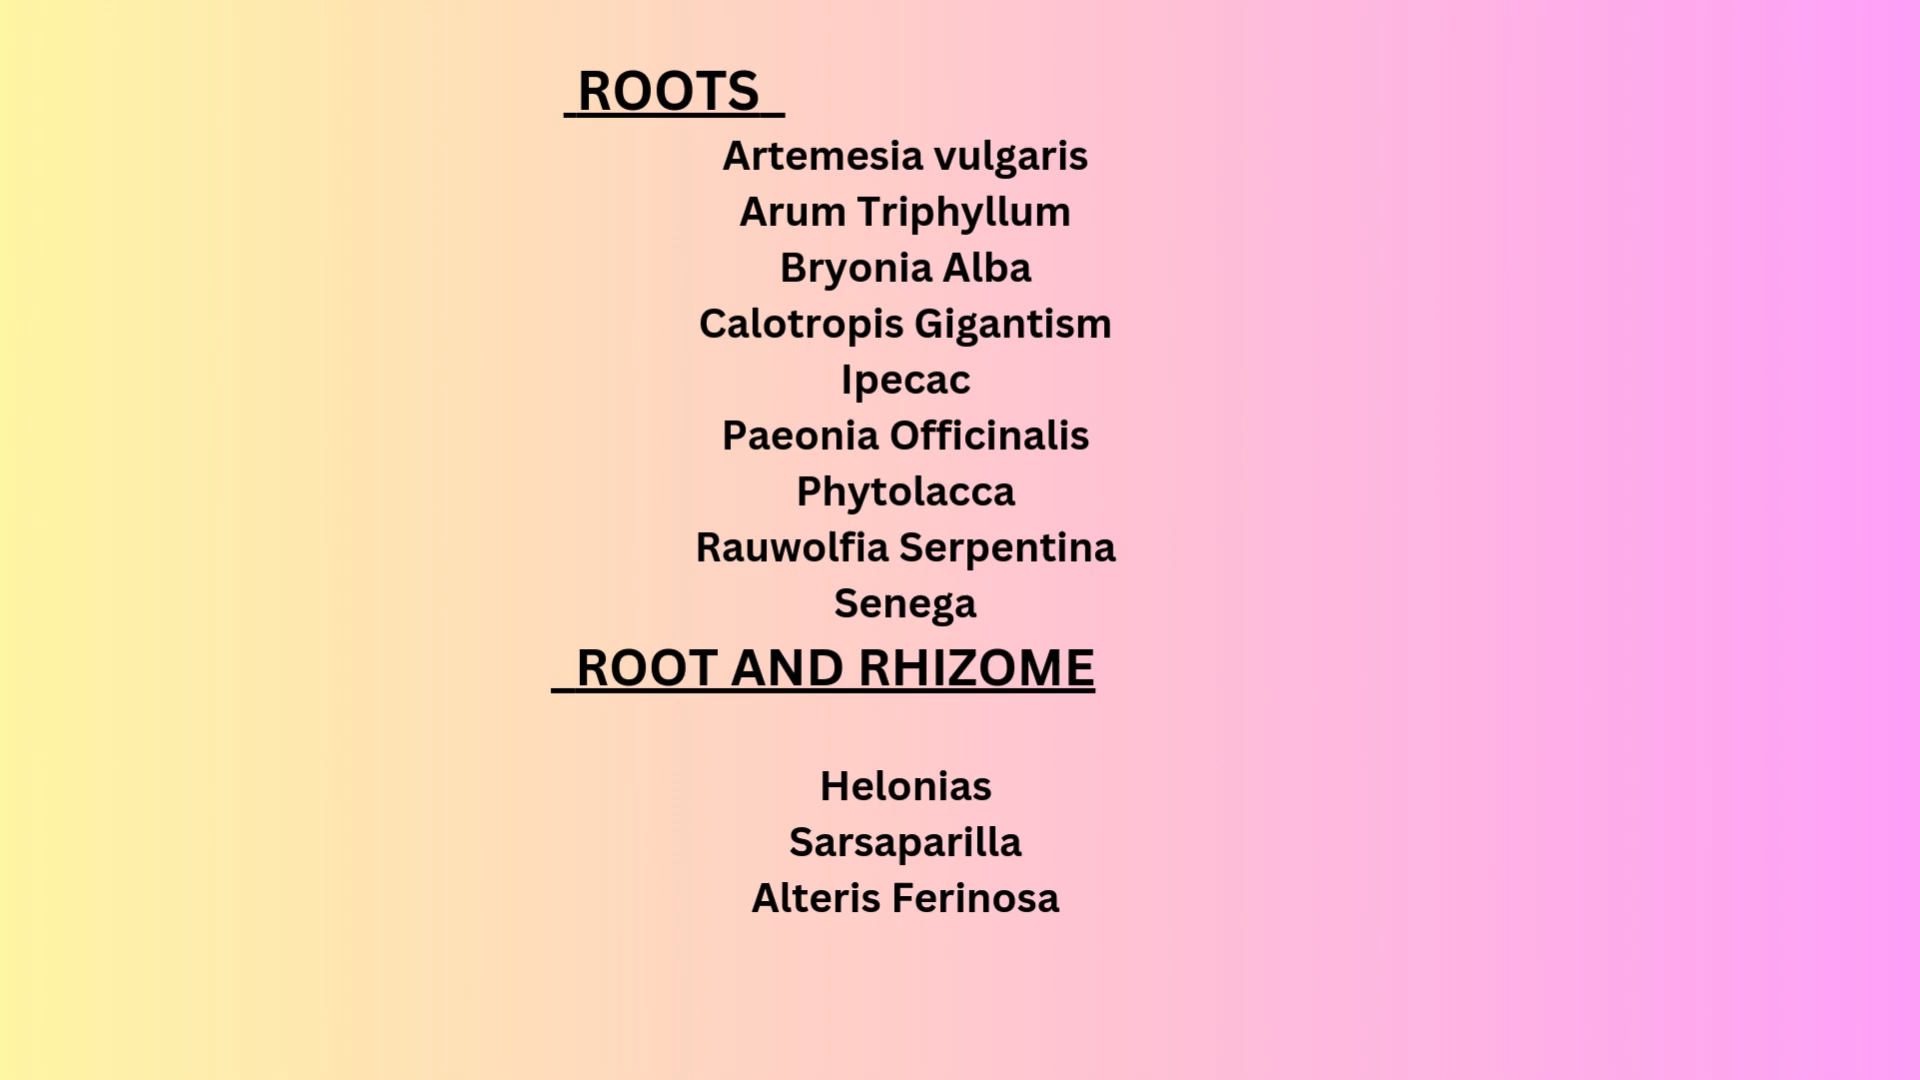 ROOTS
Artemesia vulgaris
Arum Triphyllum
Bryonia Alba
Calotropis Gigantism
Ipecac
Paeonia Officinalis
Phytolacca
Rauwolfia Serpentina
Senega
ROOT AND RHIZOME
Helonias
Sarsaparilla
Alteris Ferinosa